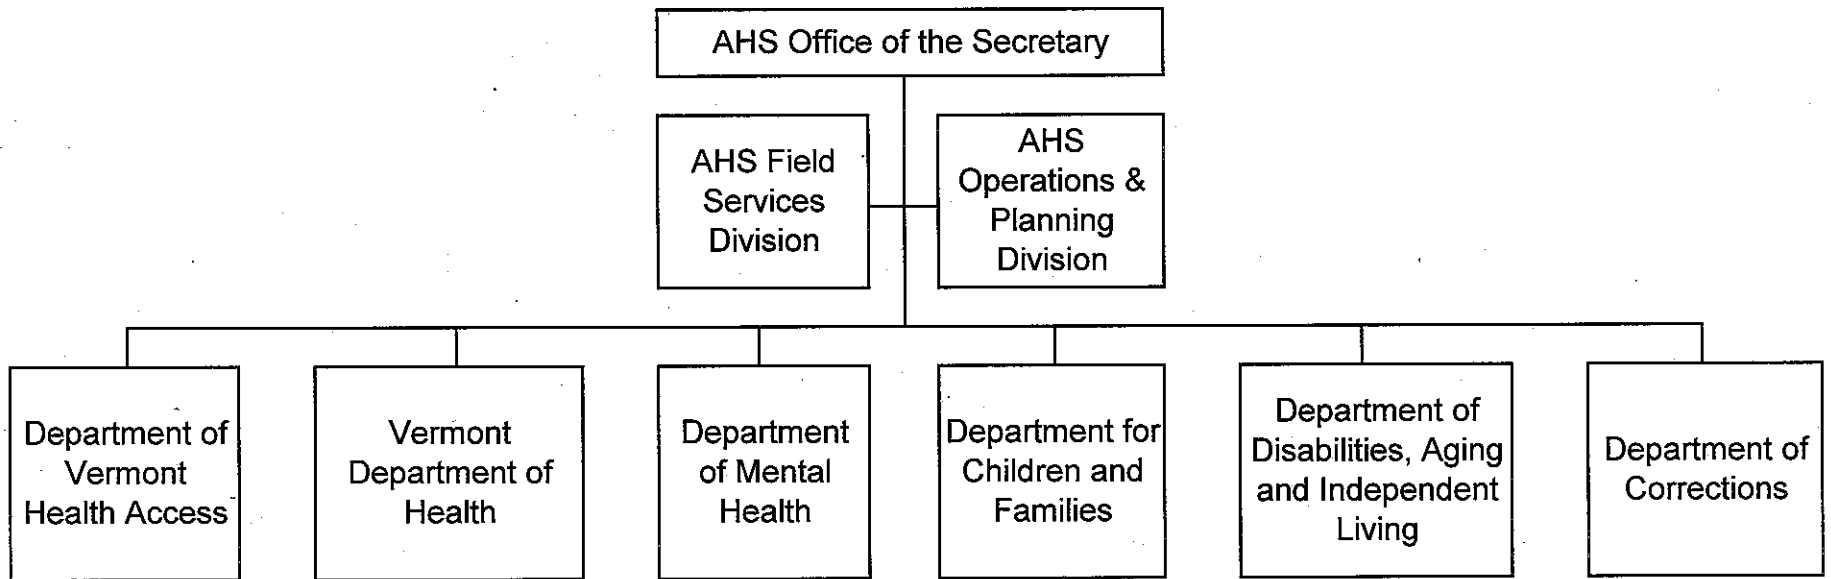 AHS Office of the Secretary
AHS Field
Services
Division
AHS
Operations &
Planning
Division
Department of
Vermont
Health Access
Vermont
Department of
Health
Department
of Mental
Health
Department for
Children and
Families
Department of
Disabilities, Aging
and Independent
Living
Department of
Corrections